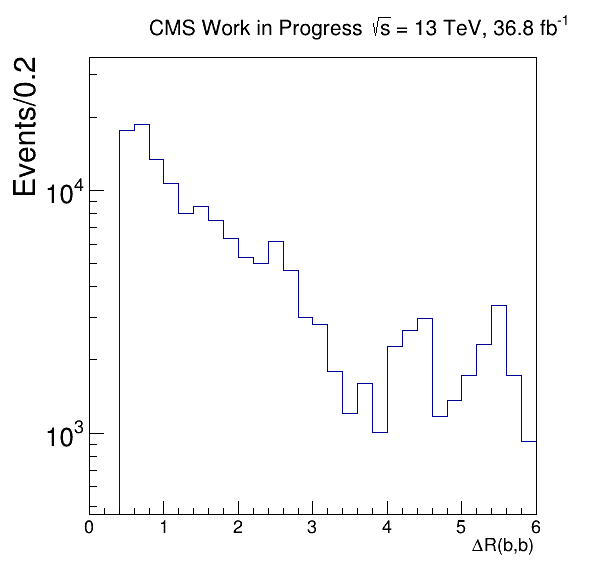 CMS Work in Progress √s = 13 TeV, 36.8 fb⁻¹
Events/0.2
10⁴
10³
0 1 2 3 4 5 6
ΔR(b,b)